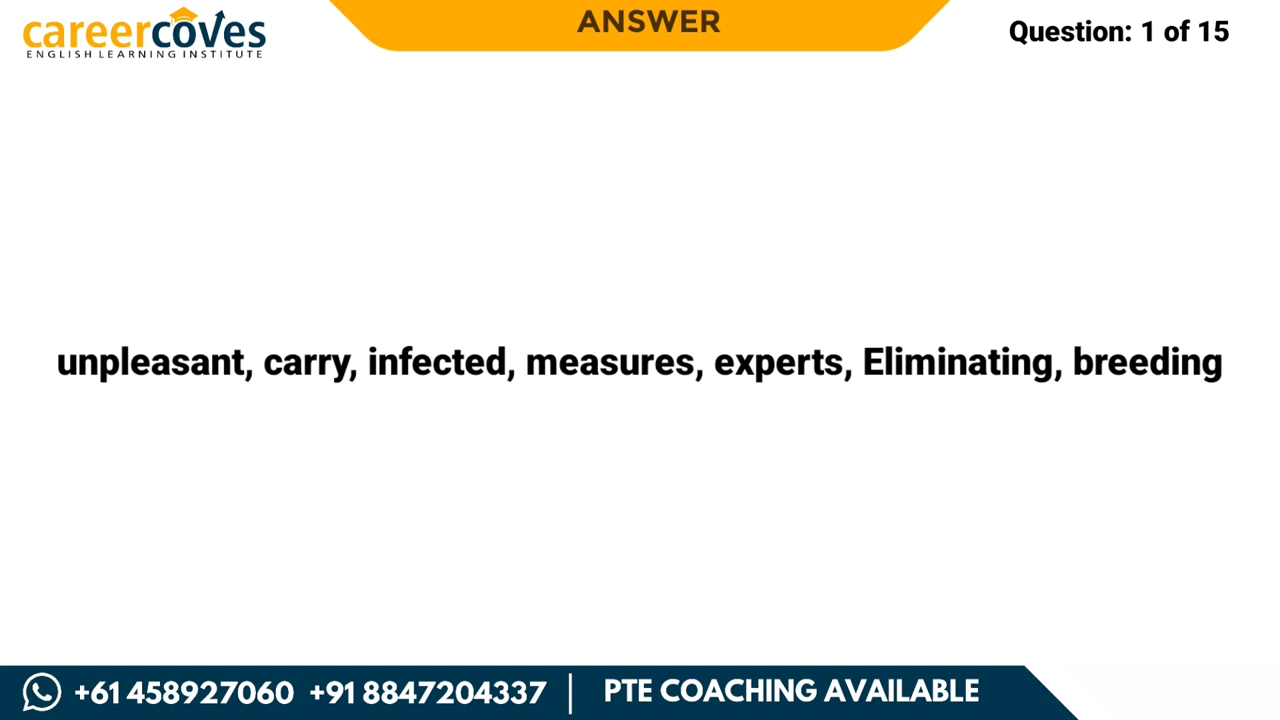 careercoves
ENGLISH LEARNING INSTITUTE
ANSWER
Question: 1 of 15
unpleasant, carry, infected, measures, experts, Eliminating, breeding
+61 458927060 +91 8847204337
PTE COACHING AVAILABLE